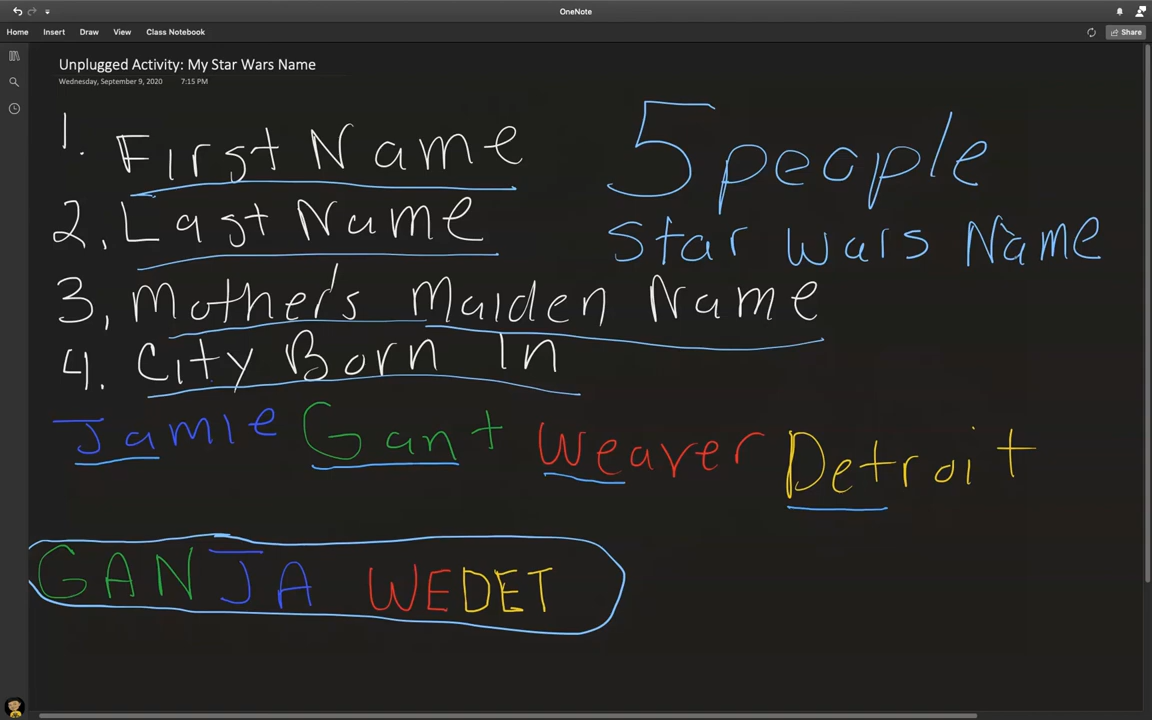 OneNote
Home Insert Draw View Class Notebook Share
Unplugged Activity: My Star Wars Name
Wednesday, September 9, 2020 7:15 PM
1. First Name
2. Last Name
3, Mother's Maiden Name
4. City Born In
5 people
Star Wars Name
Jamie Gant Weaver Detroit
GANJA WEDET